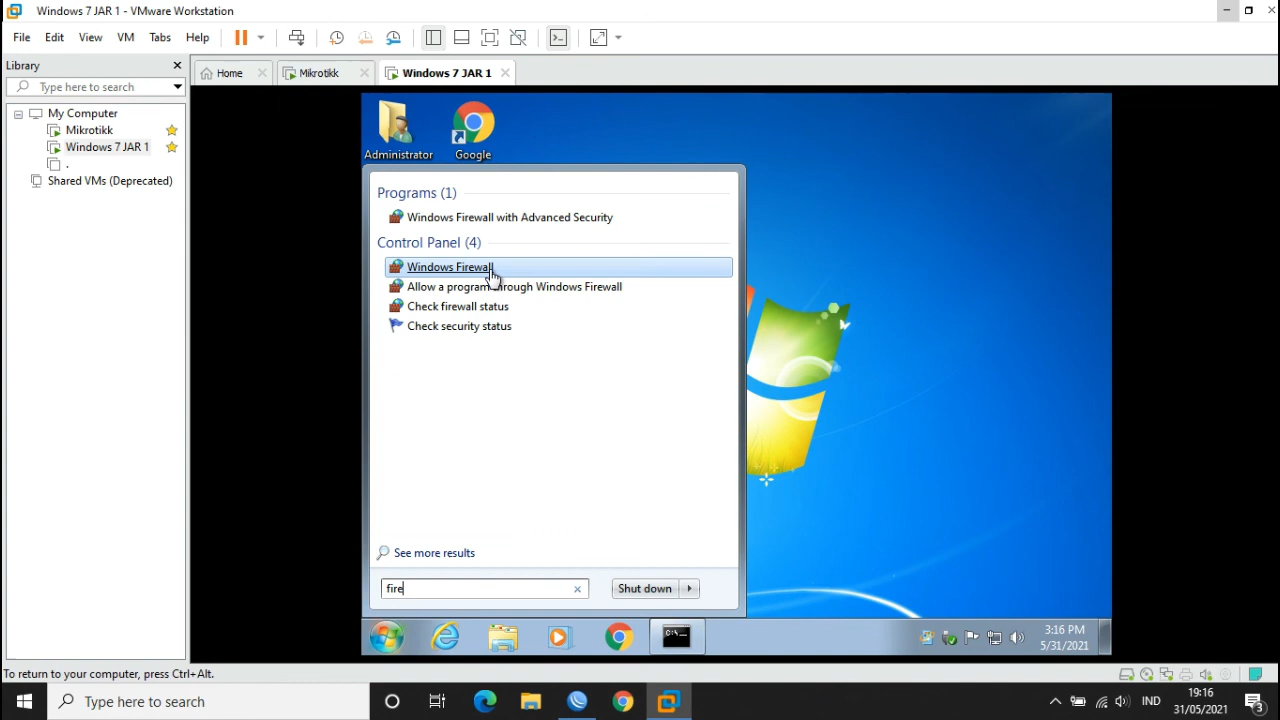 Windows 7 JAR 1 - VMware Workstation
File Edit View VM Tabs Help
Library
Type here to search
My Computer
Mikrotikk
Windows 7 JAR 1
.
Shared VMs (Deprecated)
Home
Mikrotikk
Windows 7 JAR 1
Administrator
Google
Programs (1)
Windows Firewall with Advanced Security
Control Panel (4)
Windows Firewall
Allow a program through Windows Firewall
Check firewall status
Check security status
See more results
fire
Shut down
C:\.
3:16 PM
5/31/2021
To return to your computer, press Ctrl+Alt.
Type here to search
IND
19:16
31/05/2021
3